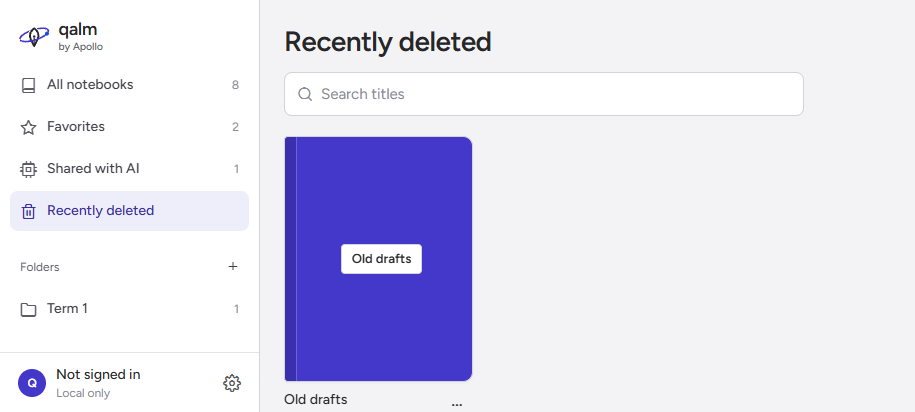 qalm
by Apollo
All notebooks 8
Favorites 2
Shared with AI 1
Recently deleted
Folders +
Term 1 1
Q
Not signed in
Local only
Recently deleted
Search titles
Old drafts
Old drafts ...